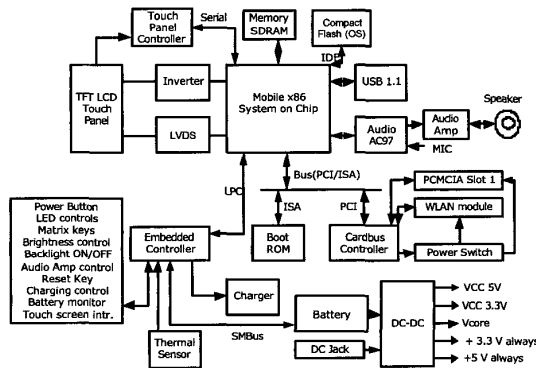 Touch
Panel
Controller
Serial
Memory
SDRAM
Compact
Flash (OS)
IDE
TFT LCD
Touch
Panel
Inverter
Mobile x86
System on Chip
USB 1.1
LVDS
Audio
AC97
Audio
Amp
Speaker
MIC
LPC
Bus(PCI/ISA)
ISA
PCI
PCMCIA Slot 1
WLAN module
Power Switch
Boot
ROM
Cardbus
Controller
Embedded
Controller
Power Button
LED controls
Matrix keys
Brightness control
Backlight ON/OFF
Audio Amp control
Reset Key
Charging control
Battery monitor
Touch screen intr.
Charger
Thermal
Sensor
SMBus
Battery
DC Jack
DC-DC
VCC 5V
VCC 3.3V
Vcore
+ 3.3 V always
+5 V always